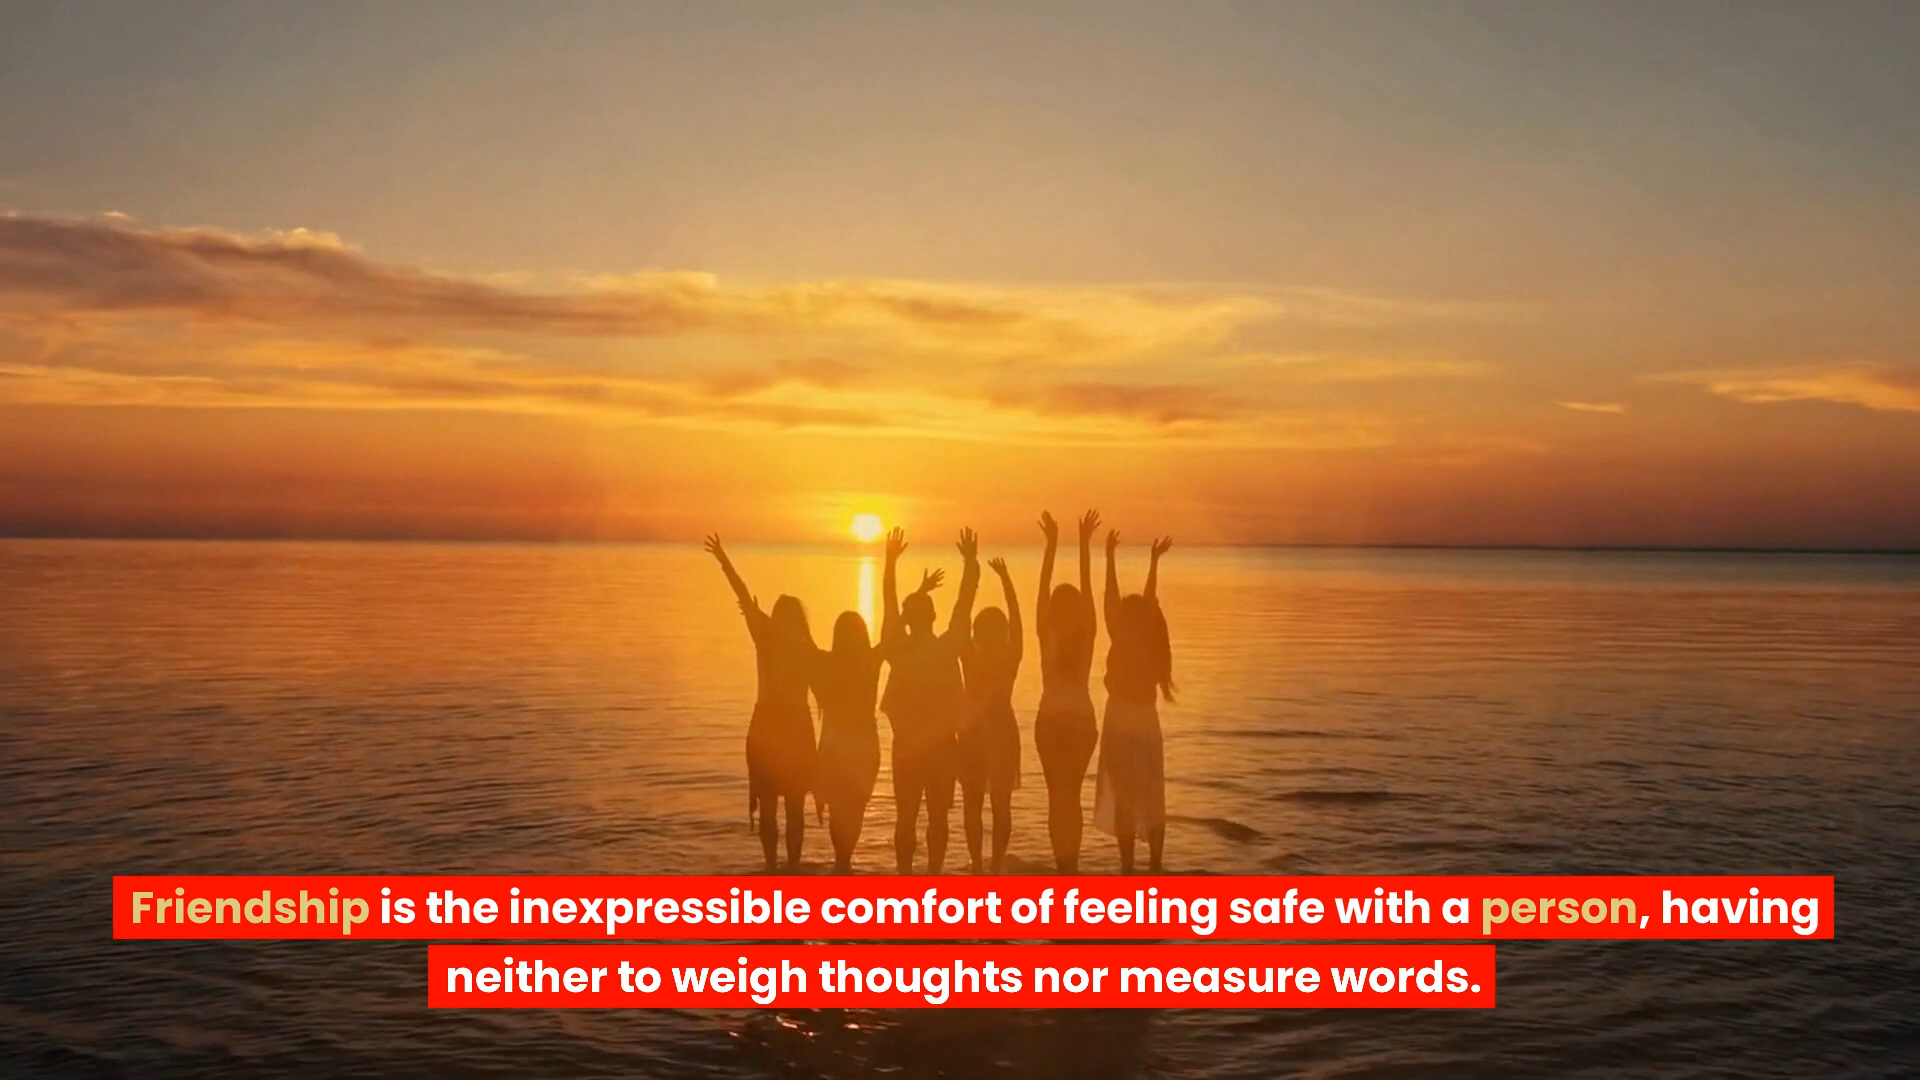 Friendship is the inexpressible comfort of feeling safe with a person, having
neither to weigh thoughts nor measure words.